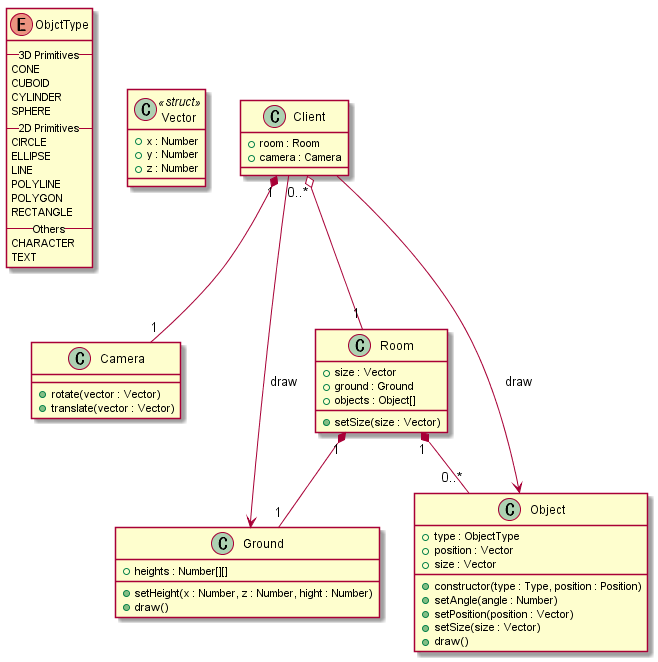 E ObjctType
3D Primitives
CONE
CUBOID
CYLINDER
SPHERE
2D Primitives
CIRCLE
ELLIPSE
LINE
POLYLINE
POLYGON
RECTANGLE
Others
CHARACTER
TEXT
«struct»
C Vector
x : Number
y : Number
z : Number
C Client
room : Room
camera : Camera
1
0..*
1
1
draw
draw
C Camera
rotate(vector : Vector)
translate(vector : Vector)
C Room
size : Vector
ground : Ground
objects : Object[]
setSize(size : Vector)
1
1
1
0..*
C Ground
heights : Number[][]
setHeight(x : Number, z : Number, hight : Number)
draw()
C Object
type : ObjectType
position : Vector
size : Vector
constructor(type : Type, position : Position)
setAngle(angle : Number)
setPosition(position : Vector)
setSize(size : Vector)
draw()